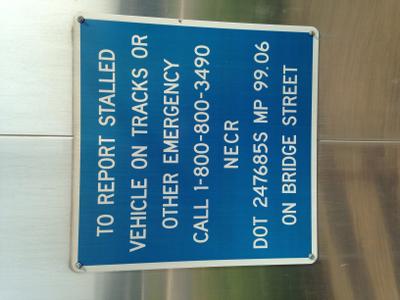 TO REPORT STALLED
VEHICLE ON TRACKS OR
OTHER EMERGENCY
CALL 1-800-800-3490
NECR
DOT 247685S MP 99.06
ON BRIDGE STREET